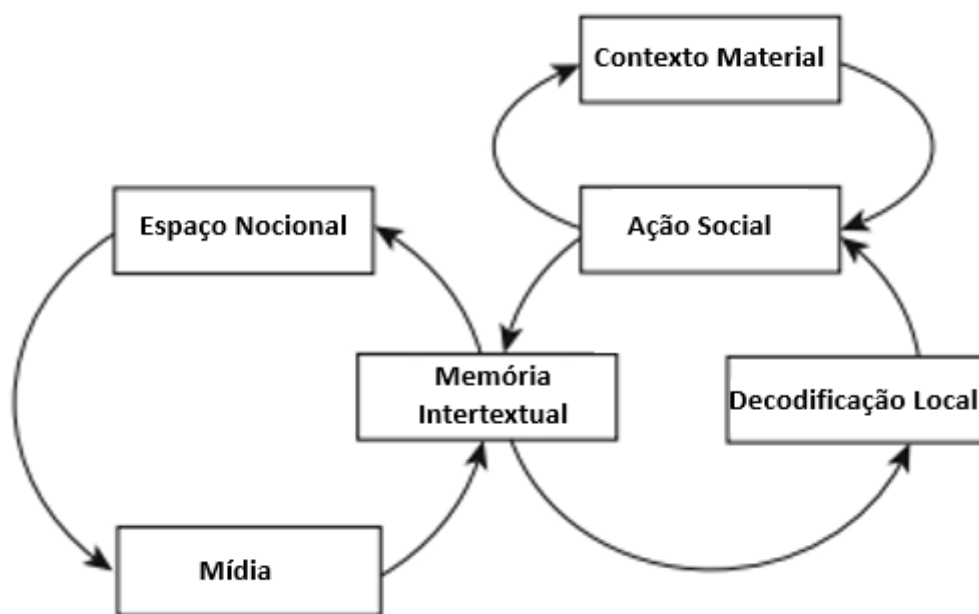 Contexto Material
Espaço Nocional
Ação Social
Memória
Intertextual
Decodificação Local
Mídia